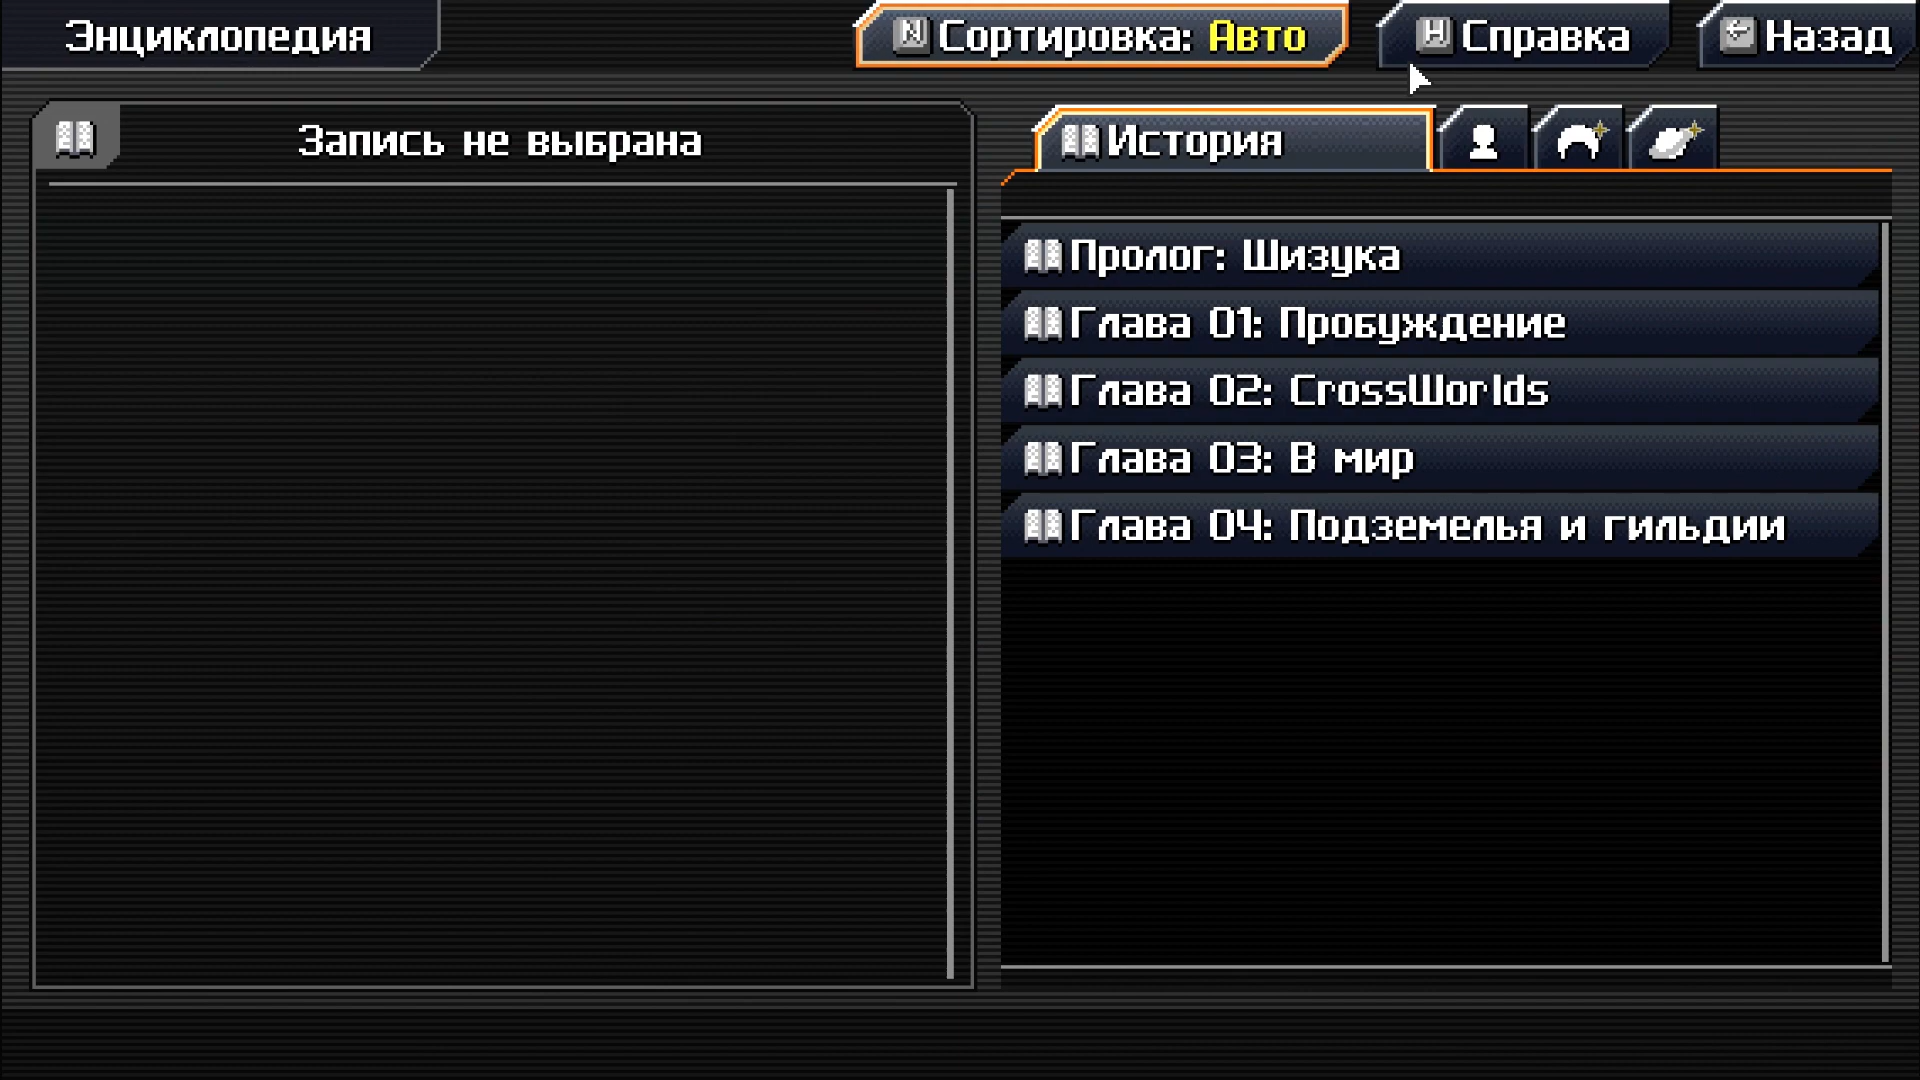 Энциклопедия
N Сортировка: Авто
H Справка
Назад
Запись не выбрана
История
Пролог: Шизука
Глава 01: Пробуждение
Глава 02: CrossWorlds
Глава 03: В мир
Глава 04: Подземелья и гильдии